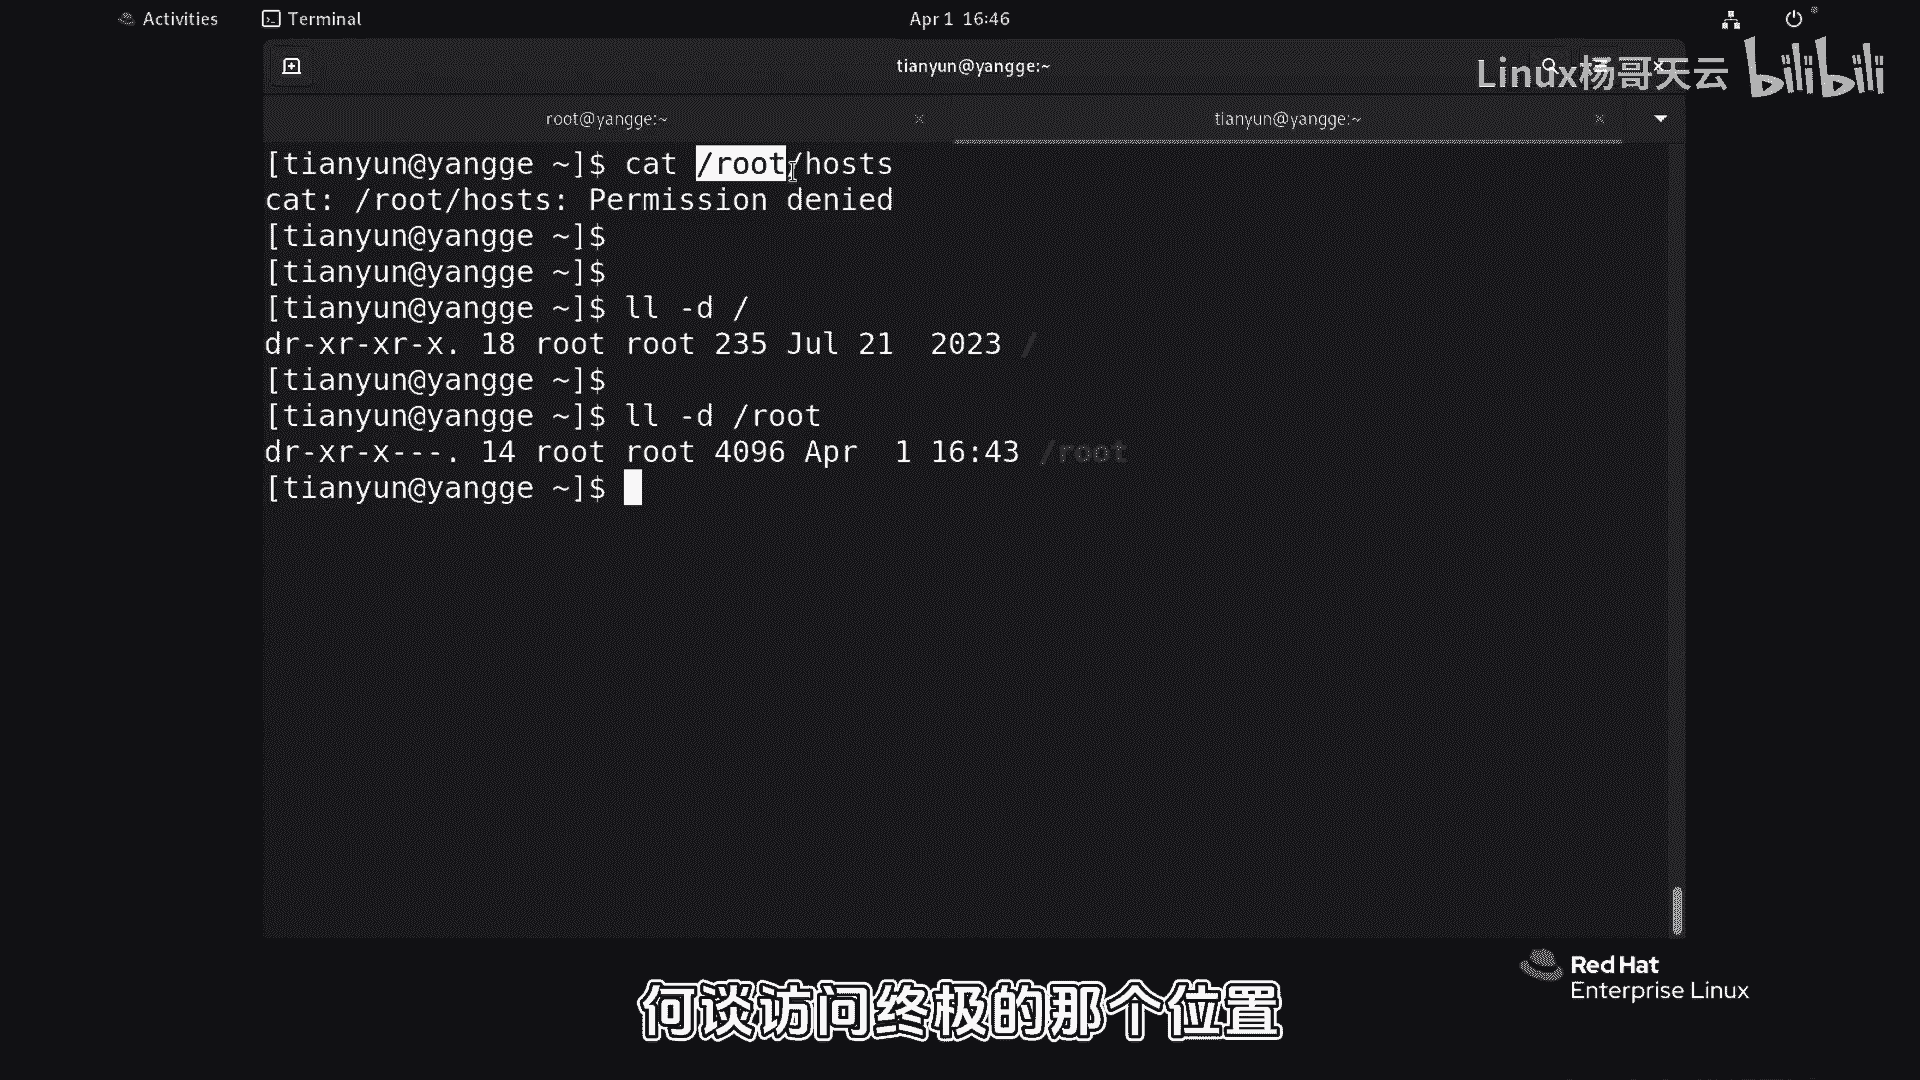 Activities Terminal Apr 1 16:46
tianyun@yangge:~
Linux杨哥天云 bilibili
root@yangge:~ × tianyun@yangge:~ ×
[tianyun@yangge ~]$ cat /root/hosts
cat: /root/hosts: Permission denied
[tianyun@yangge ~]$
[tianyun@yangge ~]$
[tianyun@yangge ~]$ ll -d /
dr-xr-xr-x. 18 root root 235 Jul 21  2023 /
[tianyun@yangge ~]$
[tianyun@yangge ~]$ ll -d /root
dr-xr-x---. 14 root root 4096 Apr  1 16:43 /root
[tianyun@yangge ~]$
Red Hat
Enterprise Linux
何谈访问终极的那个位置